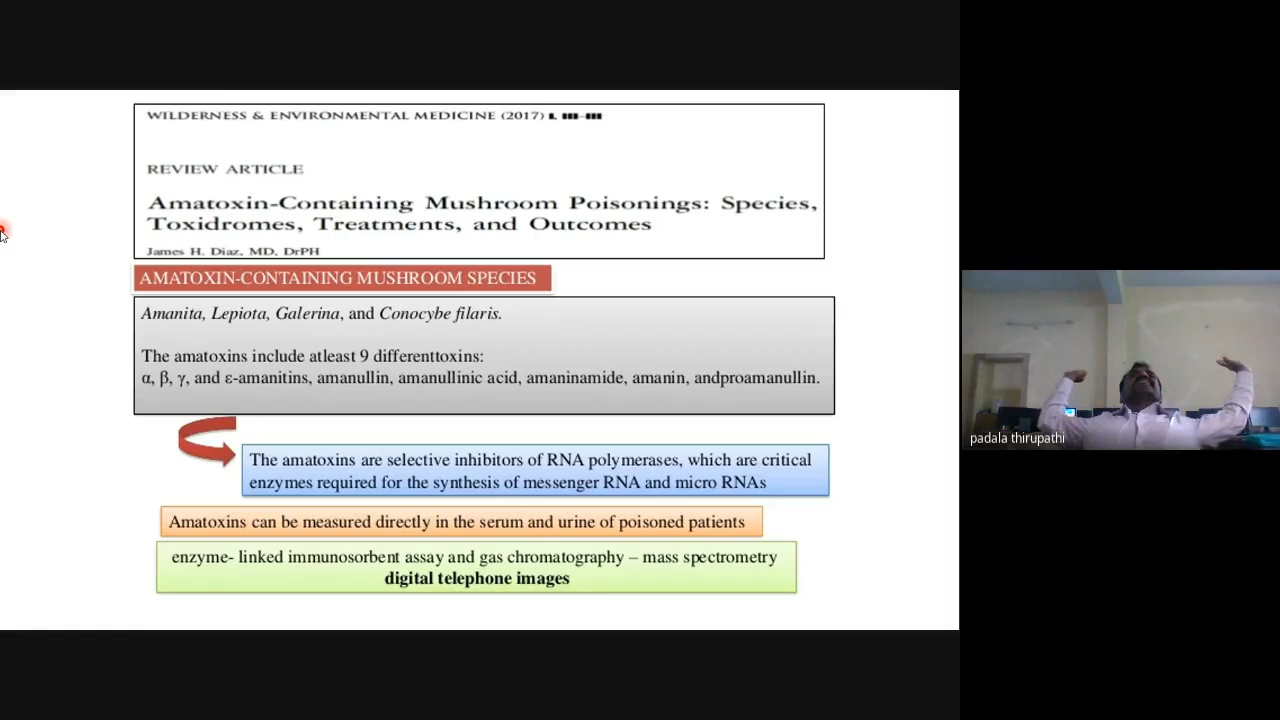 WILDERNESS & ENVIRONMENTAL MEDICINE (2017)
REVIEW ARTICLE
Amatoxin-Containing Mushroom Poisonings: Species,
Toxidromes, Treatments, and Outcomes
James H. Diaz, MD, DrPH
AMATOXIN-CONTAINING MUSHROOM SPECIES
Amanita, Lepiota, Galerina, and Conocybe filaris.
The amatoxins include atleast 9 differenttoxins:
α, β, γ, and ε-amanitins, amanullin, amanullinic acid, amaninamide, amanin, andproamanullin.
The amatoxins are selective inhibitors of RNA polymerases, which are critical
enzymes required for the synthesis of messenger RNA and micro RNAs
Amatoxins can be measured directly in the serum and urine of poisoned patients
enzyme- linked immunosorbent assay and gas chromatography – mass spectrometry
digital telephone images
padala thirupathi